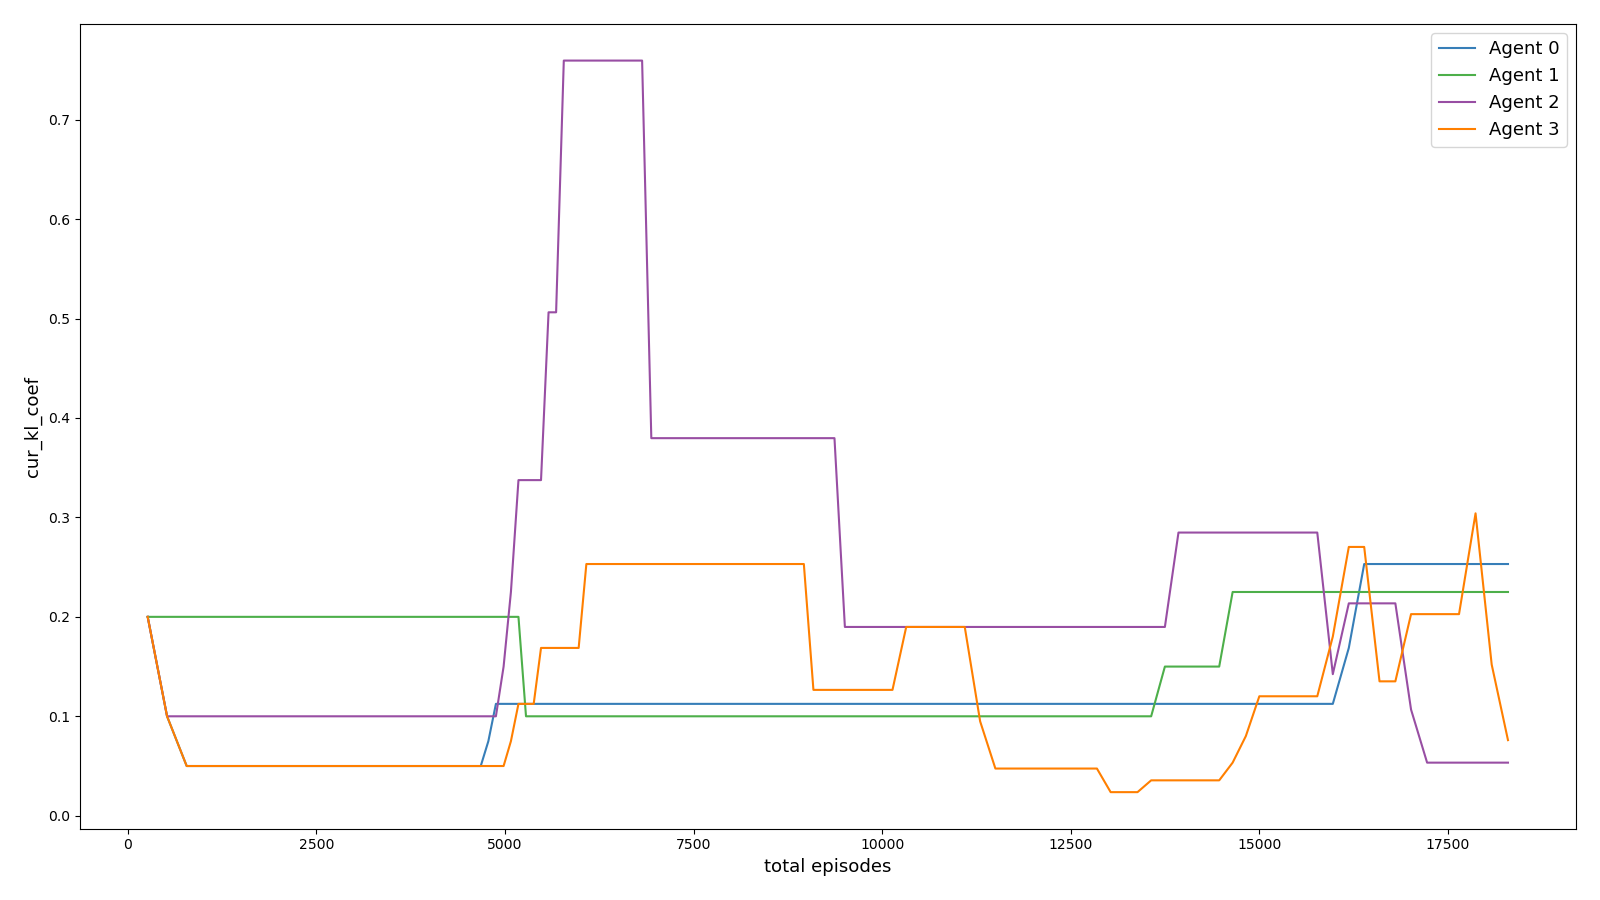 Agent 0
Agent 1
Agent 2
Agent 3
cur_kl_coef
0.7
0.6
0.5
0.4
0.3
0.2
0.1
0.0
0 2500 5000 7500 10000 12500 15000 17500
total episodes